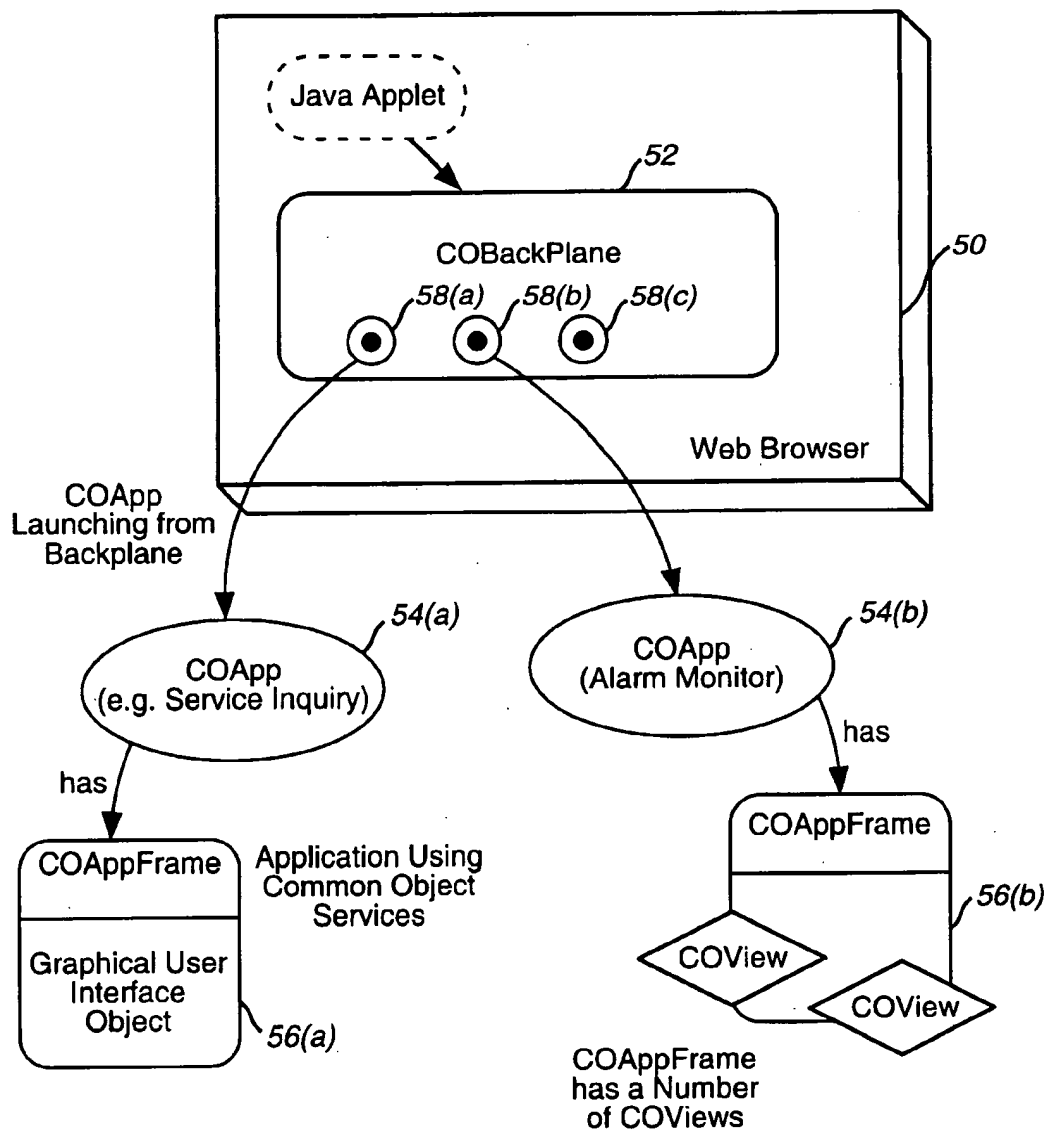 Java Applet
52
COBackPlane
50
58(a)
58(b)
58(c)
Web Browser
COApp
Launching from
Backplane
54(a)
COApp
(e.g. Service Inquiry)
54(b)
COApp
(Alarm Monitor)
has
has
COAppFrame
Graphical User
Interface
Object
56(a)
Application Using
Common Object
Services
COAppFrame
56(b)
COView
COView
COAppFrame
has a Number
of COViews